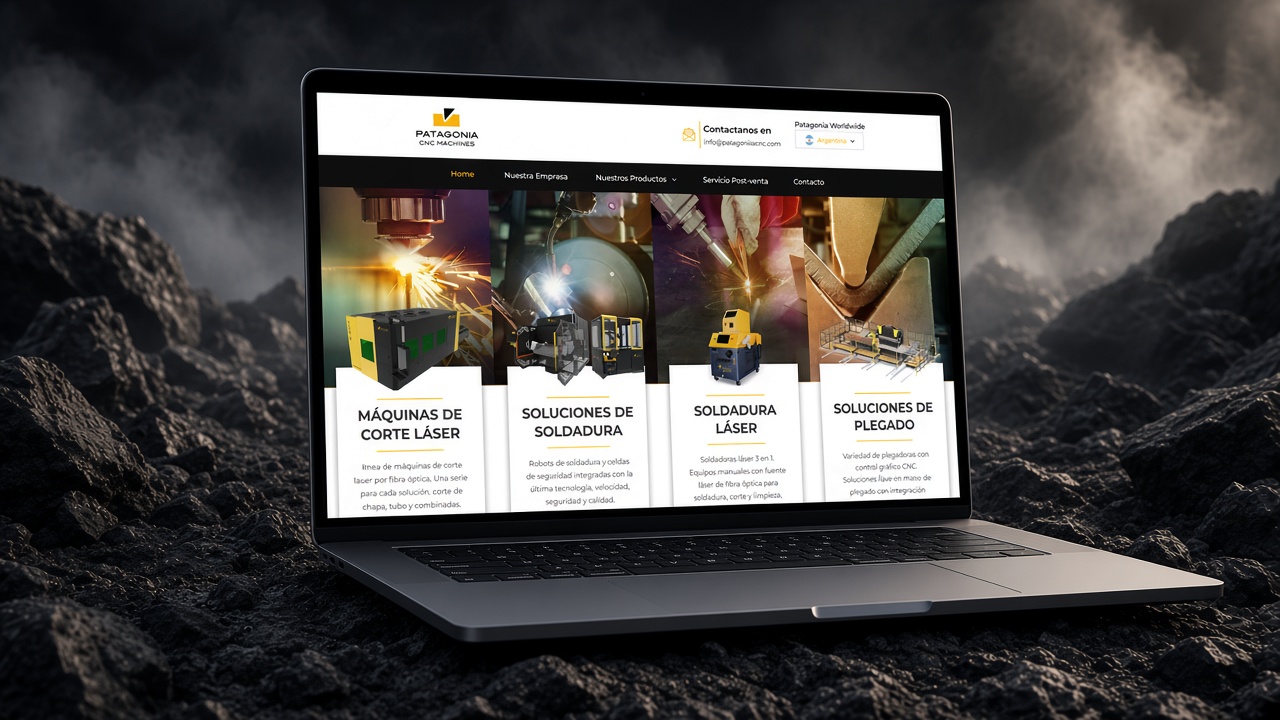 PATAGONIA
CNC MACHINES
Contactanos en
info@patagoniacnc.com
Patagonia Worldwide
Argentina
Home
Nuestra Empresa
Nuestros Productos
Servicio Post-venta
Contacto
MÁQUINAS DE
CORTE LÁSER
línea de máquinas de corte
laser por fibra óptica, Una serie
para cada solución, corte de
chapa, tubo y combinadas.
SOLUCIONES DE
SOLDADURA
Robots de soldadura y celdas
de seguridad integradas con la
última tecnología, velocidad,
seguridad y calidad.
SOLDADURA
LÁSER
Soldadoras láser 3 en 1.
Equipos manuales con fuente
láser de fibra óptica para
soldadura, corte y limpieza,
SOLUCIONES DE
PLEGADO
Variedad de plegadoras con
control gráfico CNC.
Soluciones llave en mano de
plegado con integración